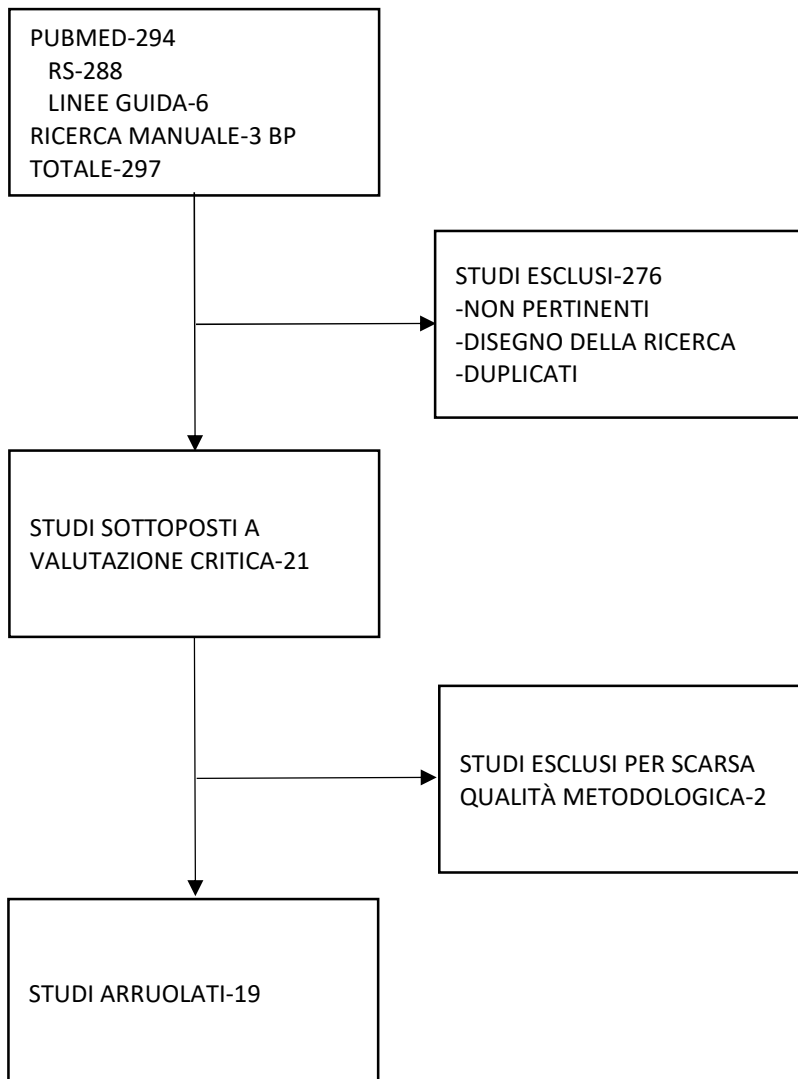 PUBMED-294
RS-288
LINEE GUIDA-6
RICERCA MANUALE-3 BP
TOTALE-297
STUDI ESCLUSI-276
-NON PERTINENTI
-DISEGNO DELLA RICERCA
-DUPLICATI
STUDI SOTTOPOSTI A
VALUTAZIONE CRITICA-21
STUDI ESCLUSI PER SCARSA
QUALITÀ METODOLOGICA-2
STUDI ARRUOLATI-19